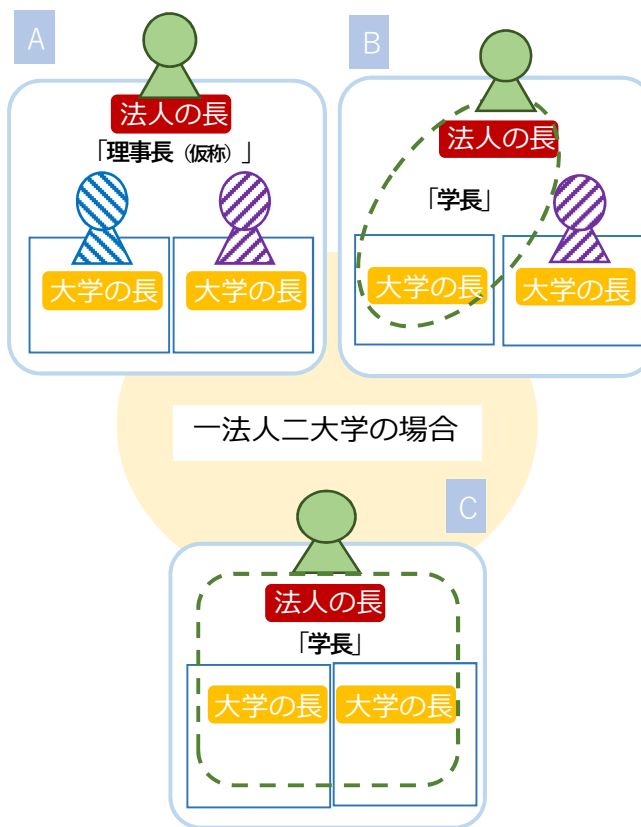 A
法人の長
「理事長（仮称）」
大学の長
大学の長
B
法人の長
「学長」
大学の長
大学の長
一法人二大学の場合
C
法人の長
「学長」
大学の長
大学の長